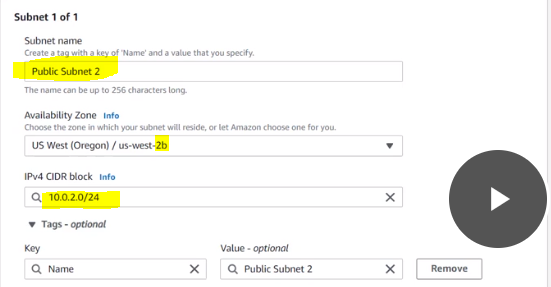 Subnet 1 of 1
Subnet name
Create a tag with a key of 'Name' and a value that you specify.
Public Subnet 2
The name can be up to 256 characters long.
Availability Zone Info
Choose the zone in which your subnet will reside, or let Amazon choose one for you.
US West (Oregon) / us-west-2b
IPv4 CIDR block Info
10.0.2.0/24
Tags - optional
Key Value - optional
Name Public Subnet 2 Remove